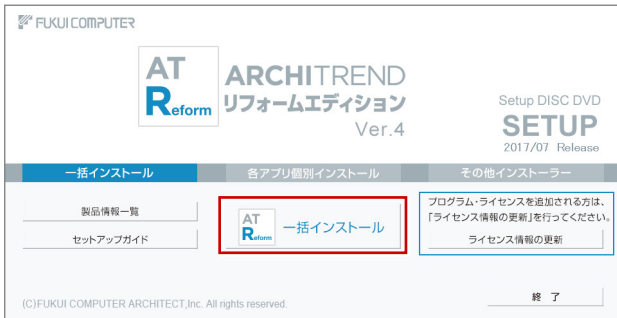 FUKUI COMPUTER
AT
Reform
ARCHITREND
リフォームエディション
Ver.4
Setup DISC DVD
SETUP
2017/07 Release
一括インストール
各アプリ個別インストール
その他インストーラー
製品情報一覧
セットアップガイド
AT
Reform
一括インストール
プログラム・ライセンスを追加される方は、
「ライセンス情報の更新」を行ってください。
ライセンス情報の更新
(C)FUKUI COMPUTER ARCHITECT,Inc. All rights reserved.
終 了